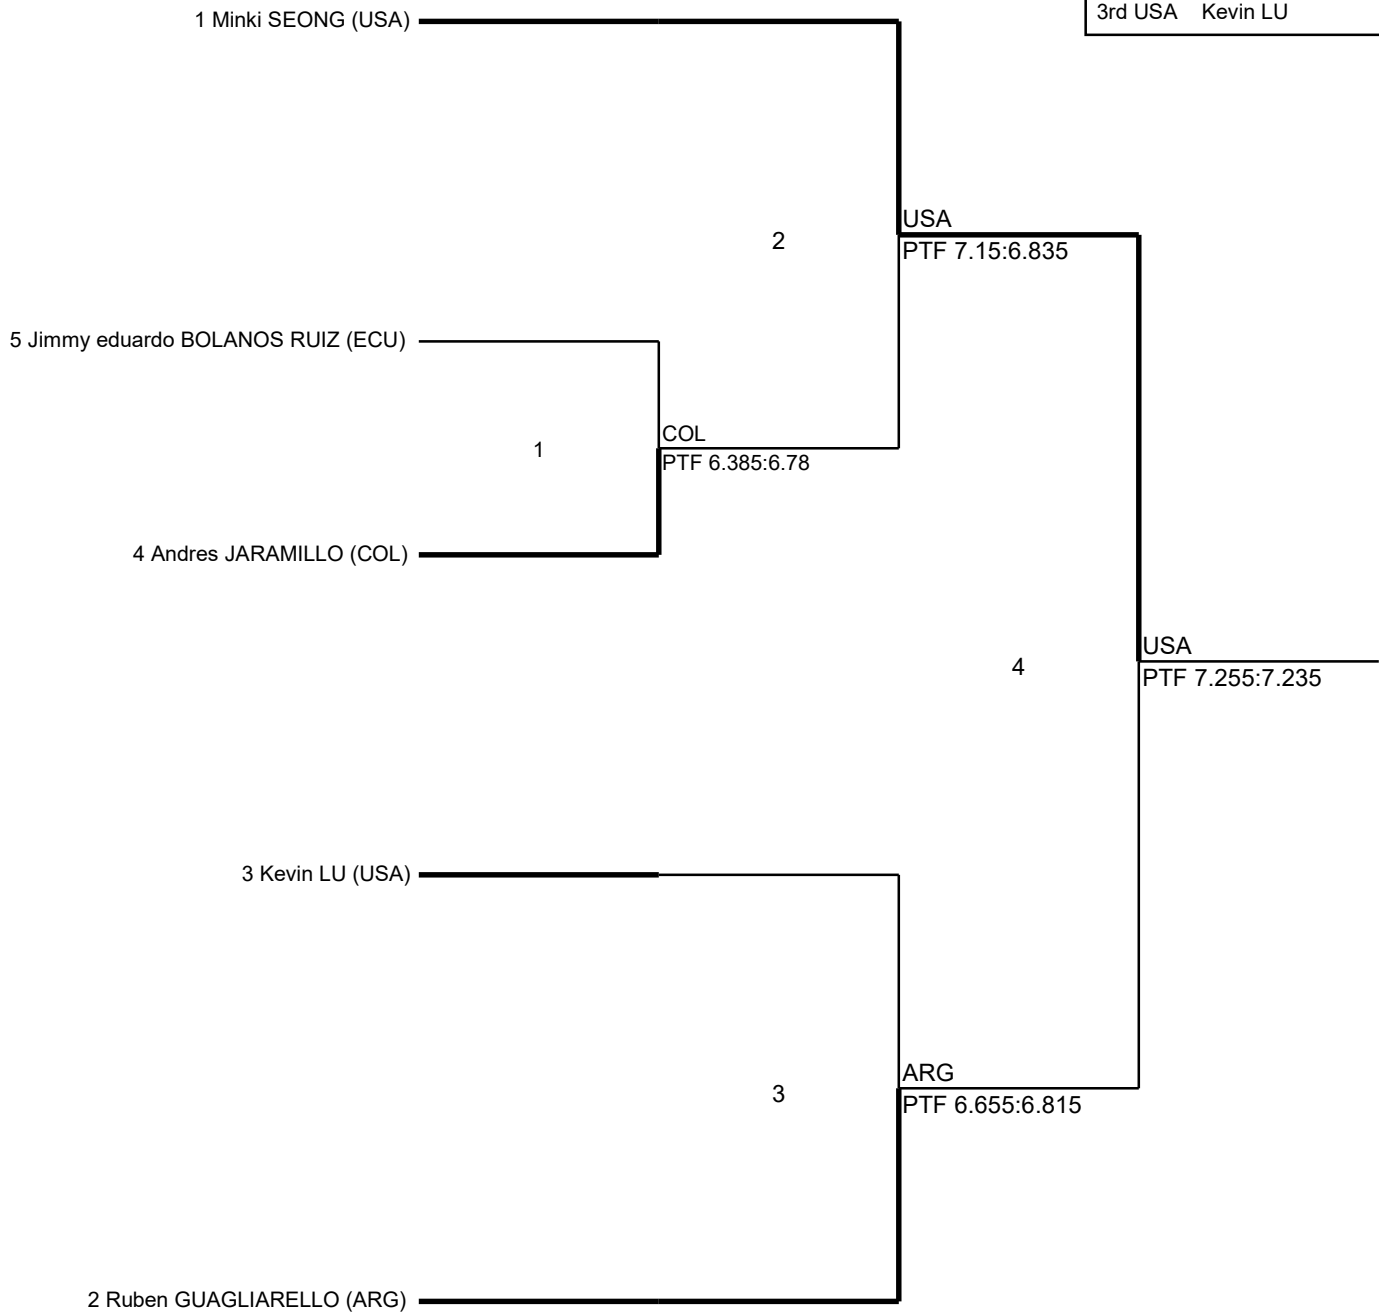 3rd USA Kevin LU
1 Minki SEONG (USA)
USA
2
PTF 7.15:6.835
5 Jimmy eduardo BOLANOS RUIZ (ECU)
COL
1
PTF 6.385:6.78
4 Andres JARAMILLO (COL)
USA
4
PTF 7.255:7.235
3 Kevin LU (USA)
ARG
3
PTF 6.655:6.815
2 Ruben GUAGLIARELLO (ARG)